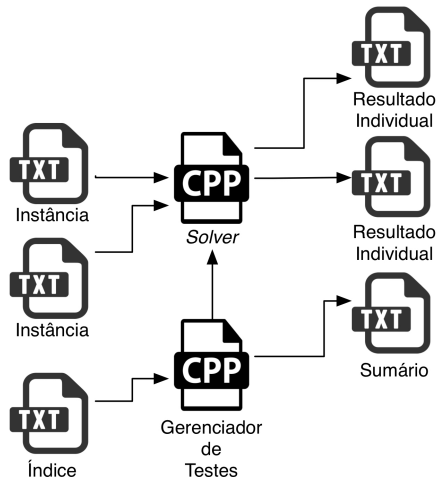 TXT
Resultado
Individual
TXT
Instância
CPP
Solver
TXT
Resultado
Individual
TXT
Instância
TXT
Sumário
CPP
Gerenciador
de
Testes
TXT
Índice